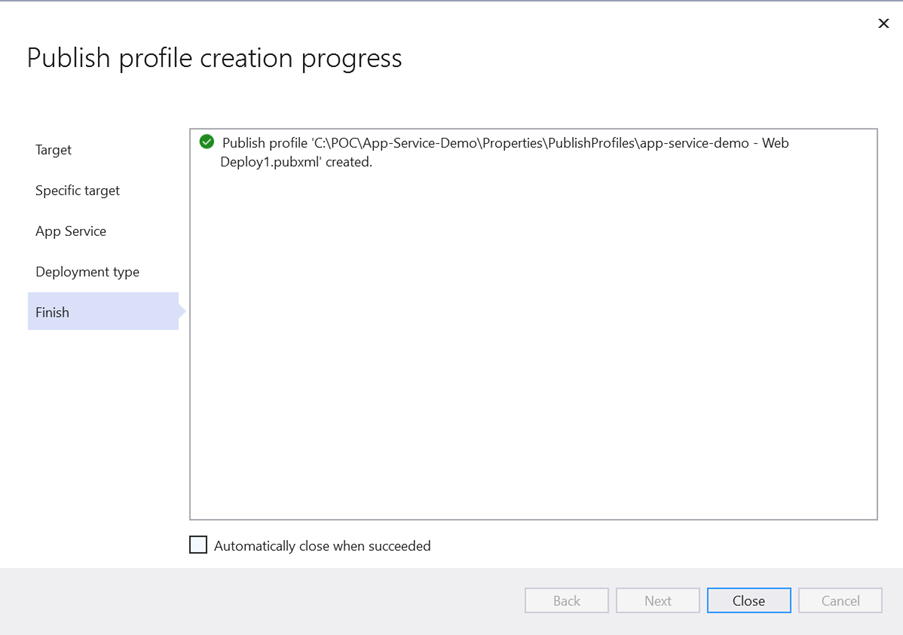 Publish profile creation progress
Target
Specific target
App Service
Deployment type
Finish
Publish profile 'C:\POC\App-Service-Demo\Properties\PublishProfiles\app-service-demo - Web
Deploy1.pubxml' created.
Automatically close when succeeded
Back
Next
Close
Cancel